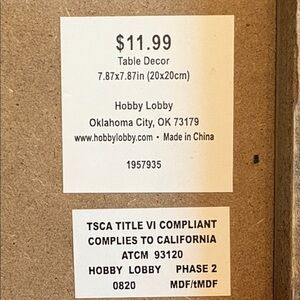 $11.99
Table Decor
7.87x7.87in (20x20cm)
Hobby Lobby
Oklahoma City, OK 73179
www.hobbylobby.com • Made in China
1957935
TSCA TITLE VI COMPLIANT
COMPLIES TO CALIFORNIA
ATCM 93120
HOBBY LOBBY PHASE 2
0820 MDF/tMDF